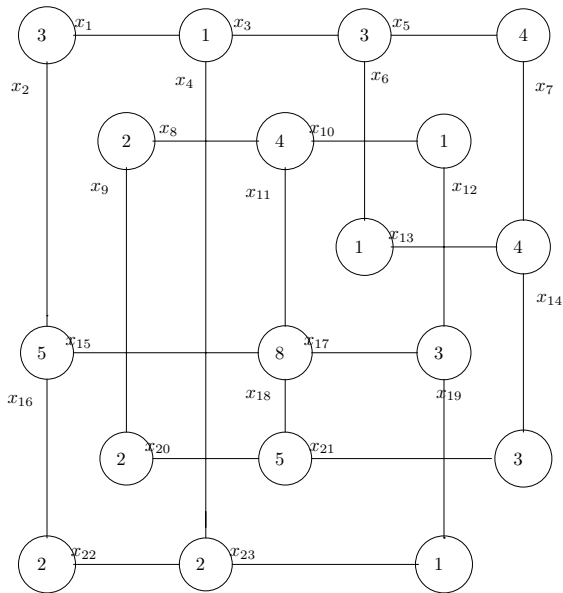 3 x₁ 1 x₃ 3 x₅ 4
x₂ x₄ x₆ x₇
2 x₈ 4 x₁₀ 1
x₉ x₁₁ x₁₂
1 x₁₃ 4
x₁₄
5 x₁₅ 8 x₁₇ 3
x₁₆ x₁₈ x₁₉
2 x₂₀ 5 x₂₁ 3
2 x₂₂ 2 x₂₃ 1